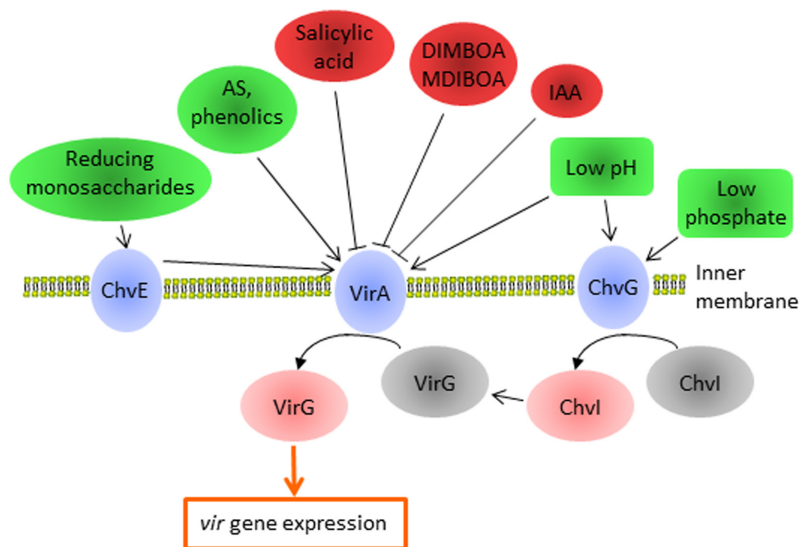 Salicylic
acid
DIMBOA
MDIBOA
IAA
AS,
phenolics
Reducing
monosaccharides
Low pH
Low
phosphate
ChvE
VirA
ChvG
Inner
membrane
VirG
VirG
ChvI
ChvI
vir gene expression